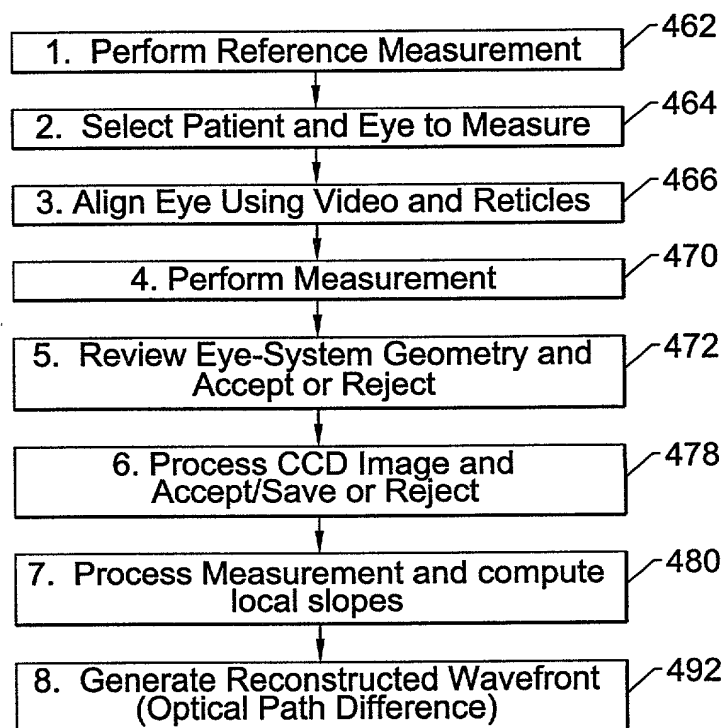 462
1. Perform Reference Measurement
464
2. Select Patient and Eye to Measure
466
3. Align Eye Using Video and Reticles
470
4. Perform Measurement
472
5. Review Eye-System Geometry and
Accept or Reject
478
6. Process CCD Image and
Accept/Save or Reject
480
7. Process Measurement and compute
local slopes
492
8. Generate Reconstructed Wavefront
(Optical Path Difference)